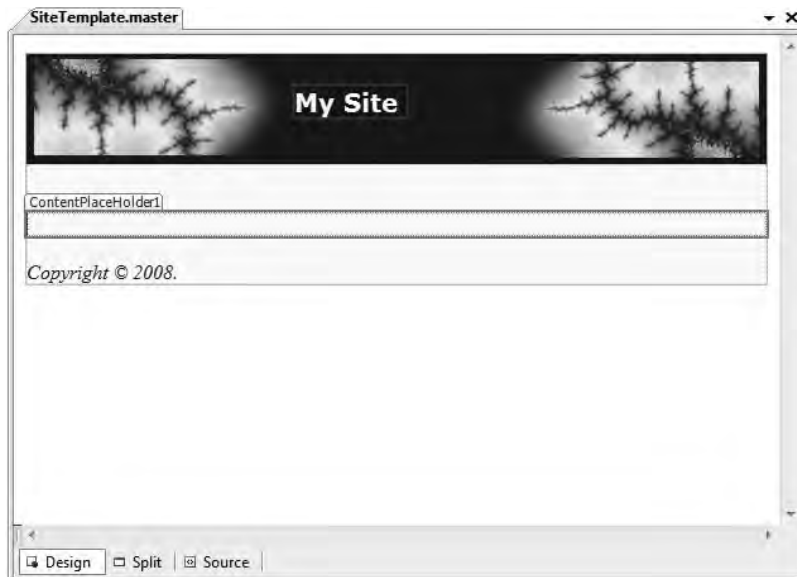 SiteTemplate.master
My Site
ContentPlaceHolder1
Copyright © 2008.
Design Split Source